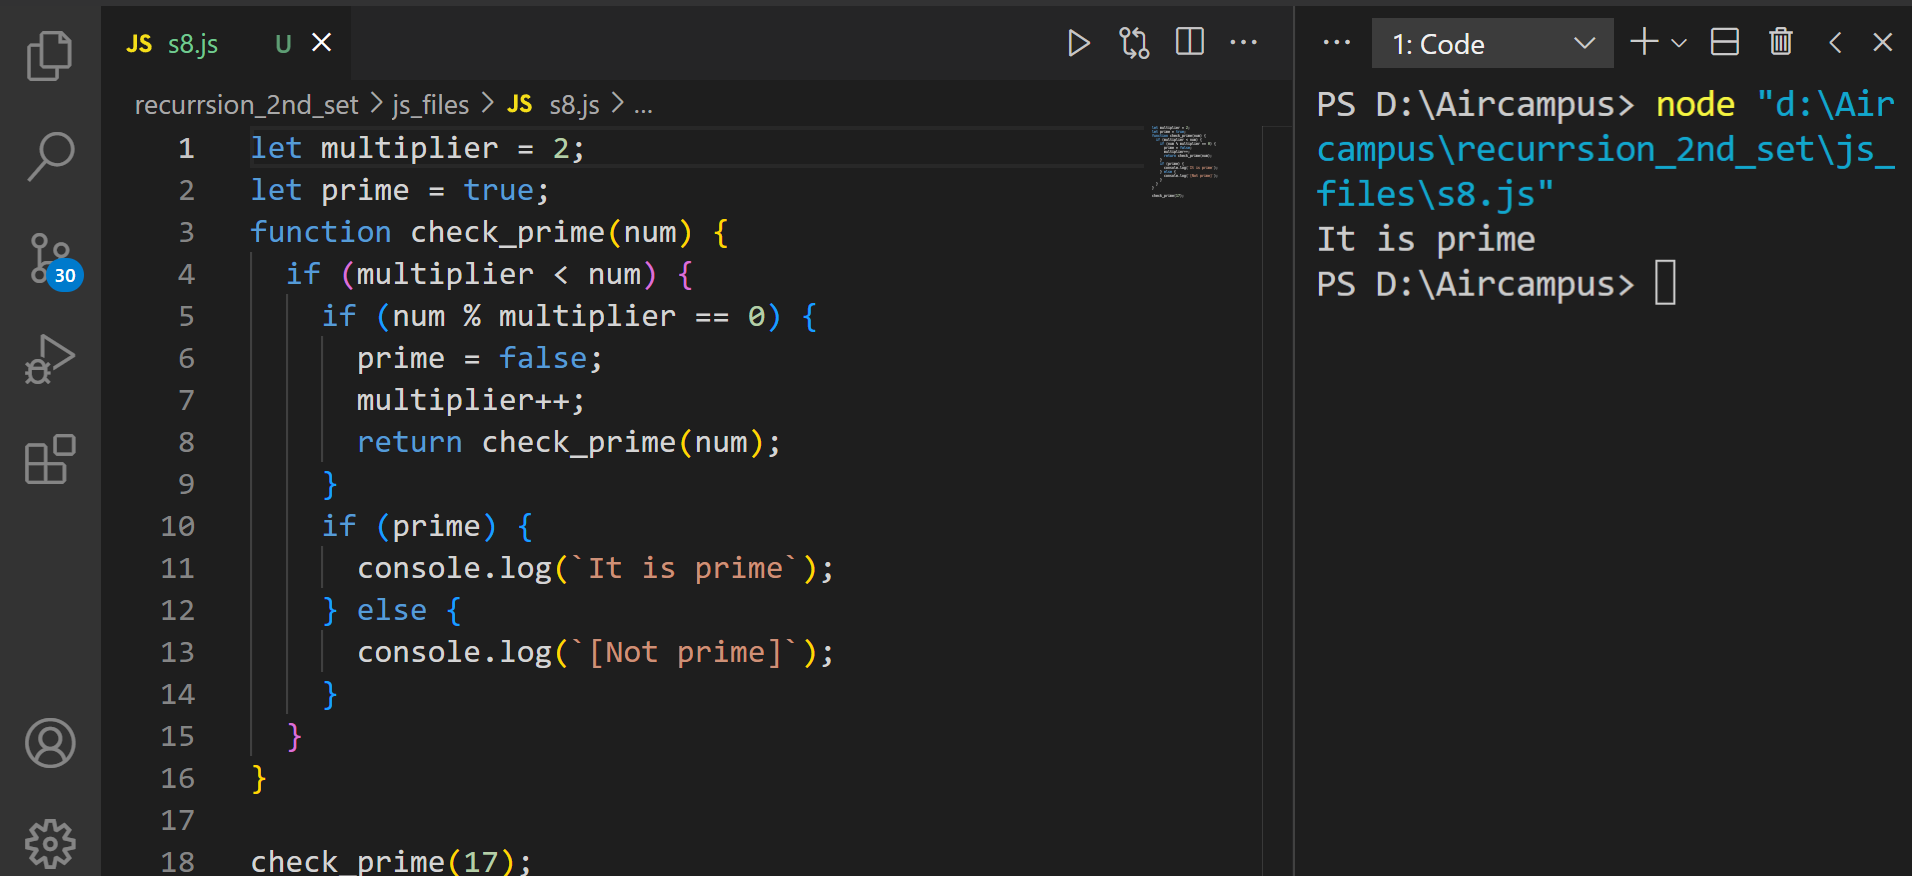 JS s8.js U
recurrsion_2nd_set > js_files > JS s8.js > ...
1 let multiplier = 2;
2 let prime = true;
3 function check_prime(num) {
4 if (multiplier < num) {
5 if (num % multiplier == 0) {
6 prime = false;
7 multiplier++;
8 return check_prime(num);
9 }
10 if (prime) {
11 console.log(`It is prime`);
12 } else {
13 console.log(`[Not prime]`);
14 }
15 }
16 }
17
18 check_prime(17);
30
1: Code
PS D:\Aircampus> node "d:\Air
campus\recurrsion_2nd_set\js_
files\s8.js"
It is prime
PS D:\Aircampus>